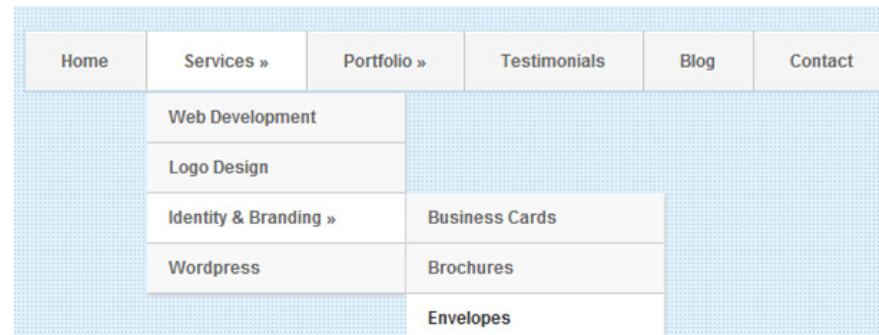 Home Services » Portfolio » Testimonials Blog Contact
Web Development
Logo Design
Identity & Branding » Business Cards
Wordpress Brochures
Envelopes